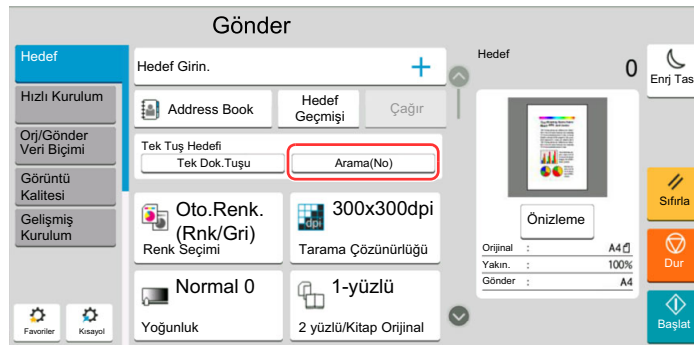 Gönder
Hedef
Hızlı Kurulum
Orj/Gönder
Veri Biçimi
Görüntü
Kalitesi
Gelişmiş
Kurulum
Favoriler
Kısayol
Hedef Girin.
Address Book
Hedef
Geçmişi
Çağır
Tek Tuş Hedefi
Tek Dok.Tuşu
Arama(No)
Oto.Renk.
(Rnk/Gri)
Renk Seçimi
300x300dpi
dpi
Tarama Çözünürlüğü
Normal 0
Yoğunluk
1-yüzlü
2 yüzlü/Kitap Orijinal
Hedef
0
Önizleme
Orijinal : A4
Yakın. : 100%
Gönder : A4
Enrj Tas
Sıfırla
Dur
Başlat